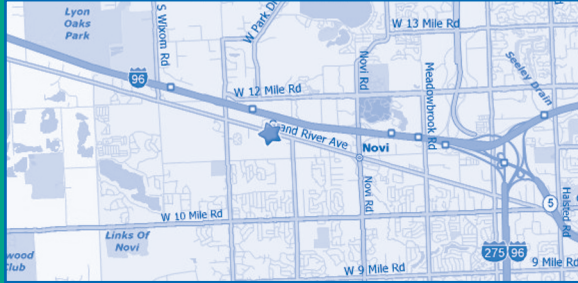 Lyon
Oaks
Park
S Wixom Rd
W Park Dr
W 13 Mile Rd
Novi Rd
Meadowbrook Rd
Seeley Drain
96
W 12 Mile Rd
Grand River Ave
Novi
Novi Rd
Halsted Rd
5
W 10 Mile Rd
Links Of
Novi
wood
Club
275 96
9 Mile Rd
W 9 Mile Rd